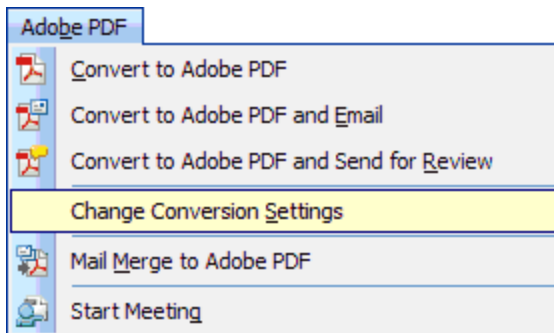 Adobe PDF
Convert to Adobe PDF
Convert to Adobe PDF and Email
Convert to Adobe PDF and Send for Review
Change Conversion Settings
Mail Merge to Adobe PDF
Start Meeting